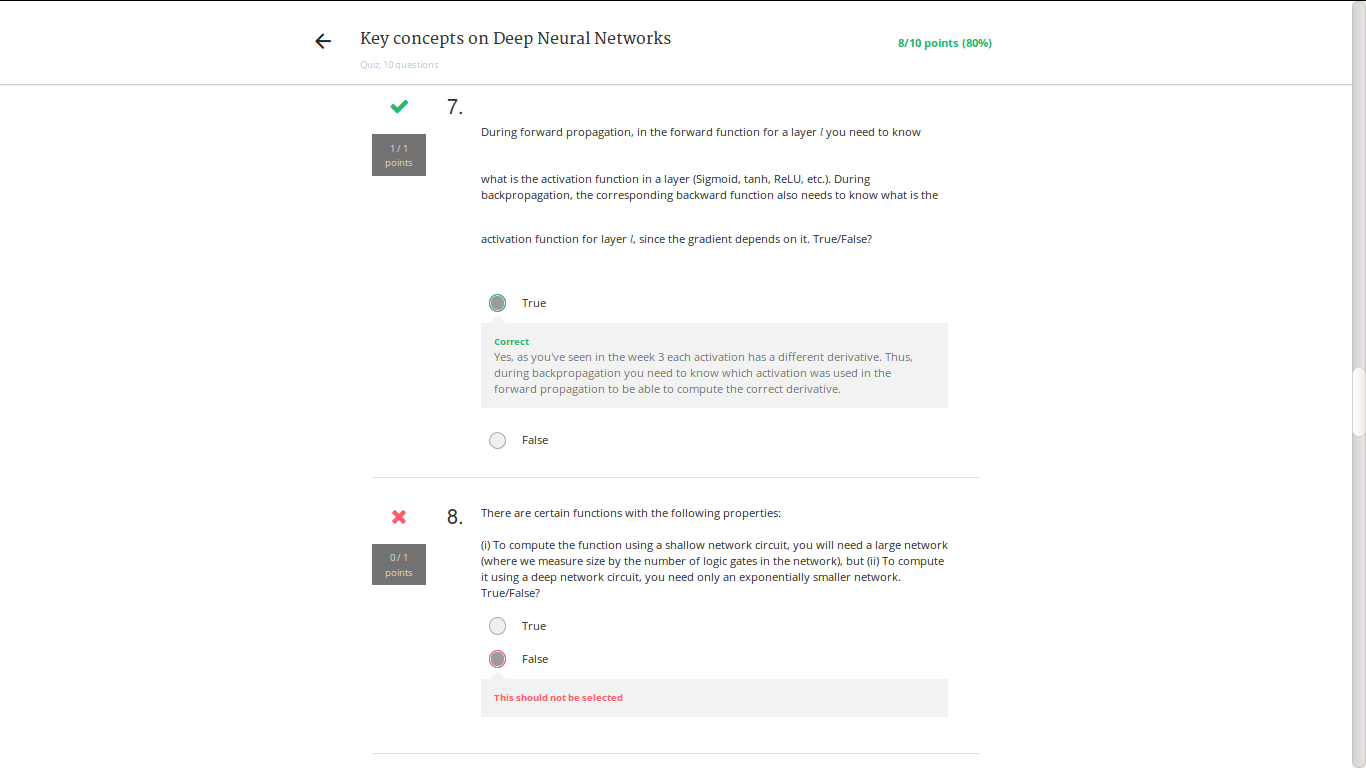 Key concepts on Deep Neural Networks
8/10 points (80%)
Quiz, 10 questions
7.
1 / 1
points
During forward propagation, in the forward function for a layer l you need to know
what is the activation function in a layer (Sigmoid, tanh, ReLU, etc.). During
backpropagation, the corresponding backward function also needs to know what is the
activation function for layer l, since the gradient depends on it. True/False?
True
Correct
Yes, as you've seen in the week 3 each activation has a different derivative. Thus,
during backpropagation you need to know which activation was used in the
forward propagation to be able to compute the correct derivative.
False
8.
0 / 1
points
There are certain functions with the following properties:
(i) To compute the function using a shallow network circuit, you will need a large network
(where we measure size by the number of logic gates in the network), but (ii) To compute
it using a deep network circuit, you need only an exponentially smaller network.
True/False?
True
False
This should not be selected